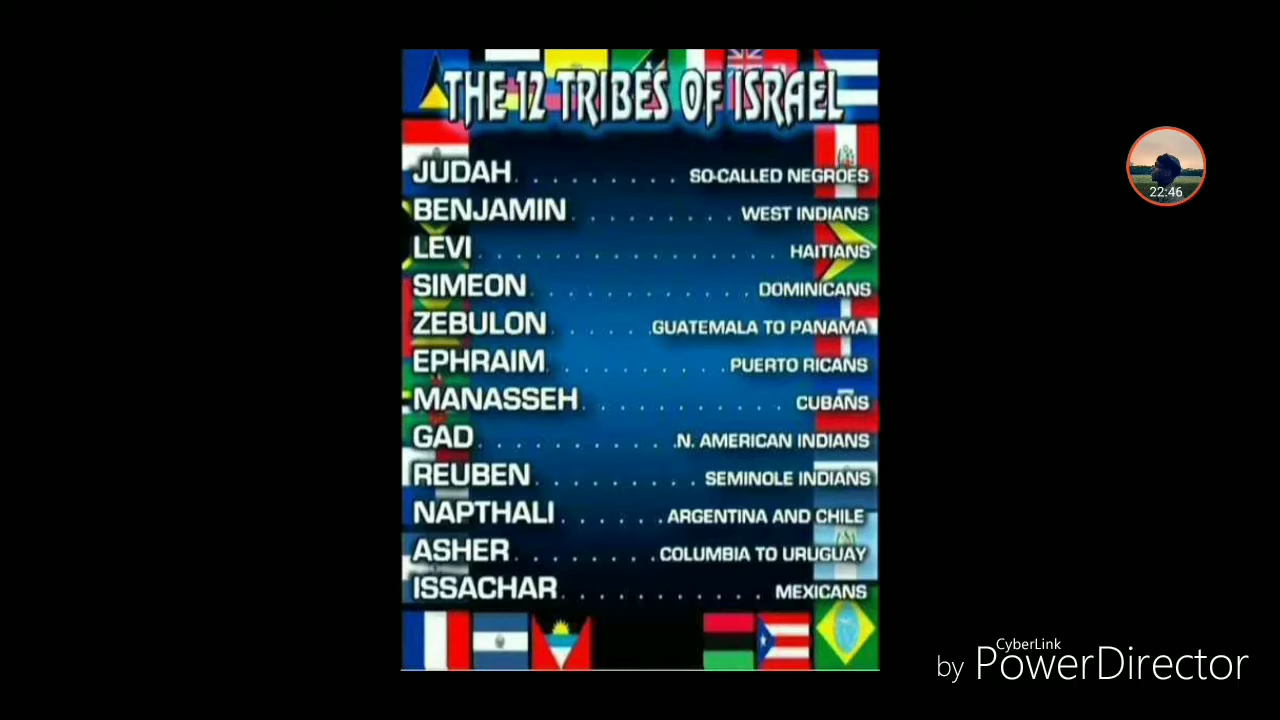 THE 12 TRIBES OF ISRAEL
JUDAH. . . . . . . . . SO-CALLED NEGROES
BENJAMIN. . . . . . . . . WEST INDIANS
LEVI. . . . . . . . . . . . . . . . HAITIANS
SIMEON. . . . . . . . . . . . DOMINICANS
ZEBULON. . . . . .GUATEMALA TO PANAMA
EPHRAIM. . . . . . . . . . PUERTO RICANS
MANASSEH. . . . . . . . . . . CUBANS
GAD. . . . . . . . . . .N. AMERICAN INDIANS
REUBEN. . . . . . . . . SEMINOLE INDIANS
NAPTHALI. . . . . .ARGENTINA AND CHILE
ASHER. . . . . . . .COLUMBIA TO URUGUAY
ISSACHAR. . . . . . . . . . . MEXICANS
22:46
CyberLink
by PowerDirector